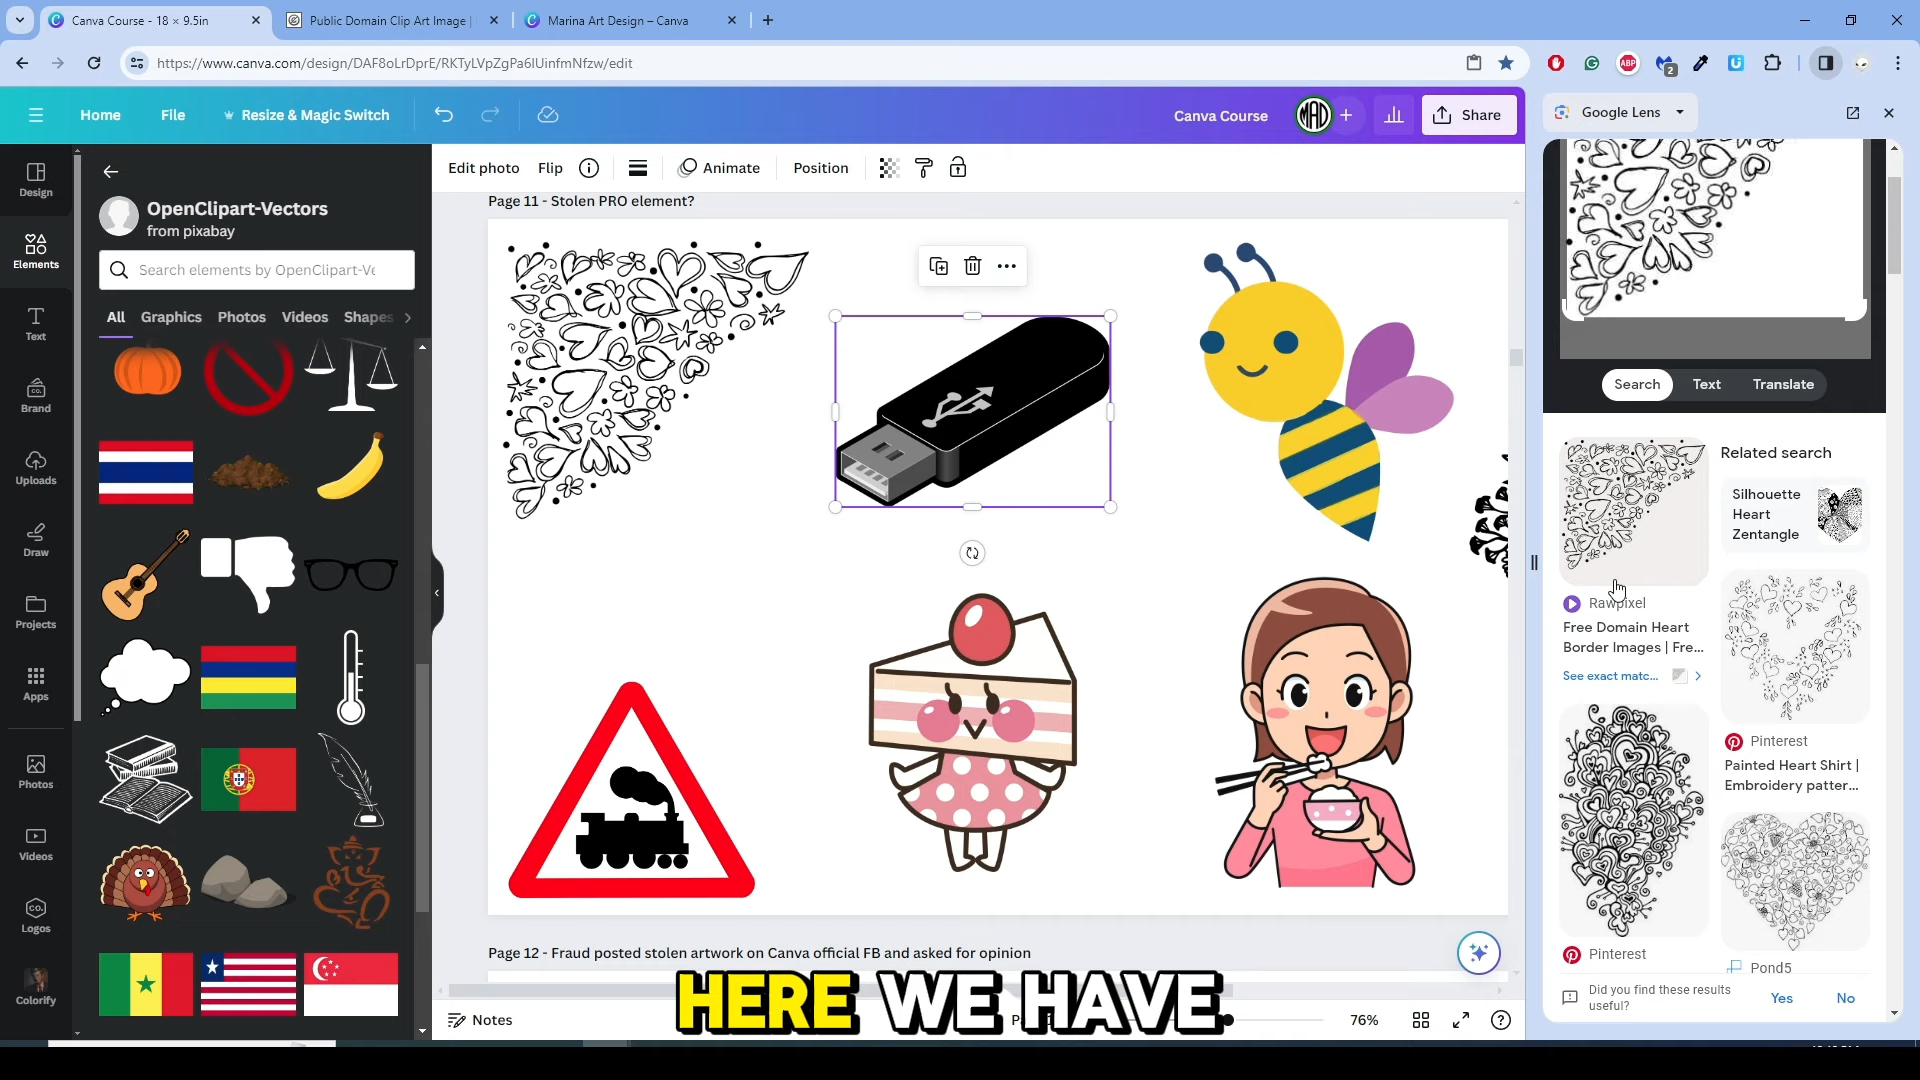 Canva Course - 18 × 9.5in
Public Domain Clip Art Image |
Marina Art Design – Canva
https://www.canva.com/design/DAF8oLrDprE/RKTyLVpZgPa6IUinfmNfzw/edit
ABP
2
Home
File
Resize & Magic Switch
Canva Course
MAD
Share
Google Lens
Design
Elements
Text
Brand
Uploads
Draw
Projects
Apps
Photos
Videos
Logos
Colorify
OpenClipart-Vectors
from pixabay
Search elements by OpenClipart-Ve
All
Graphics
Photos
Videos
Shapes
Edit photo
Flip
Animate
Position
Page 11 - Stolen PRO element?
Page 12 - Fraud posted stolen artwork on Canva official FB and asked for opinion
HERE WE HAVE
Notes
76%
Search
Text
Translate
Rawpixel
Free Domain Heart
Border Images | Fre...
See exact matc...
Pinterest
Related search
Silhouette
Heart
Zentangle
Pinterest
Painted Heart Shirt |
Embroidery patter...
Pond5
Did you find these results
useful?
Yes
No